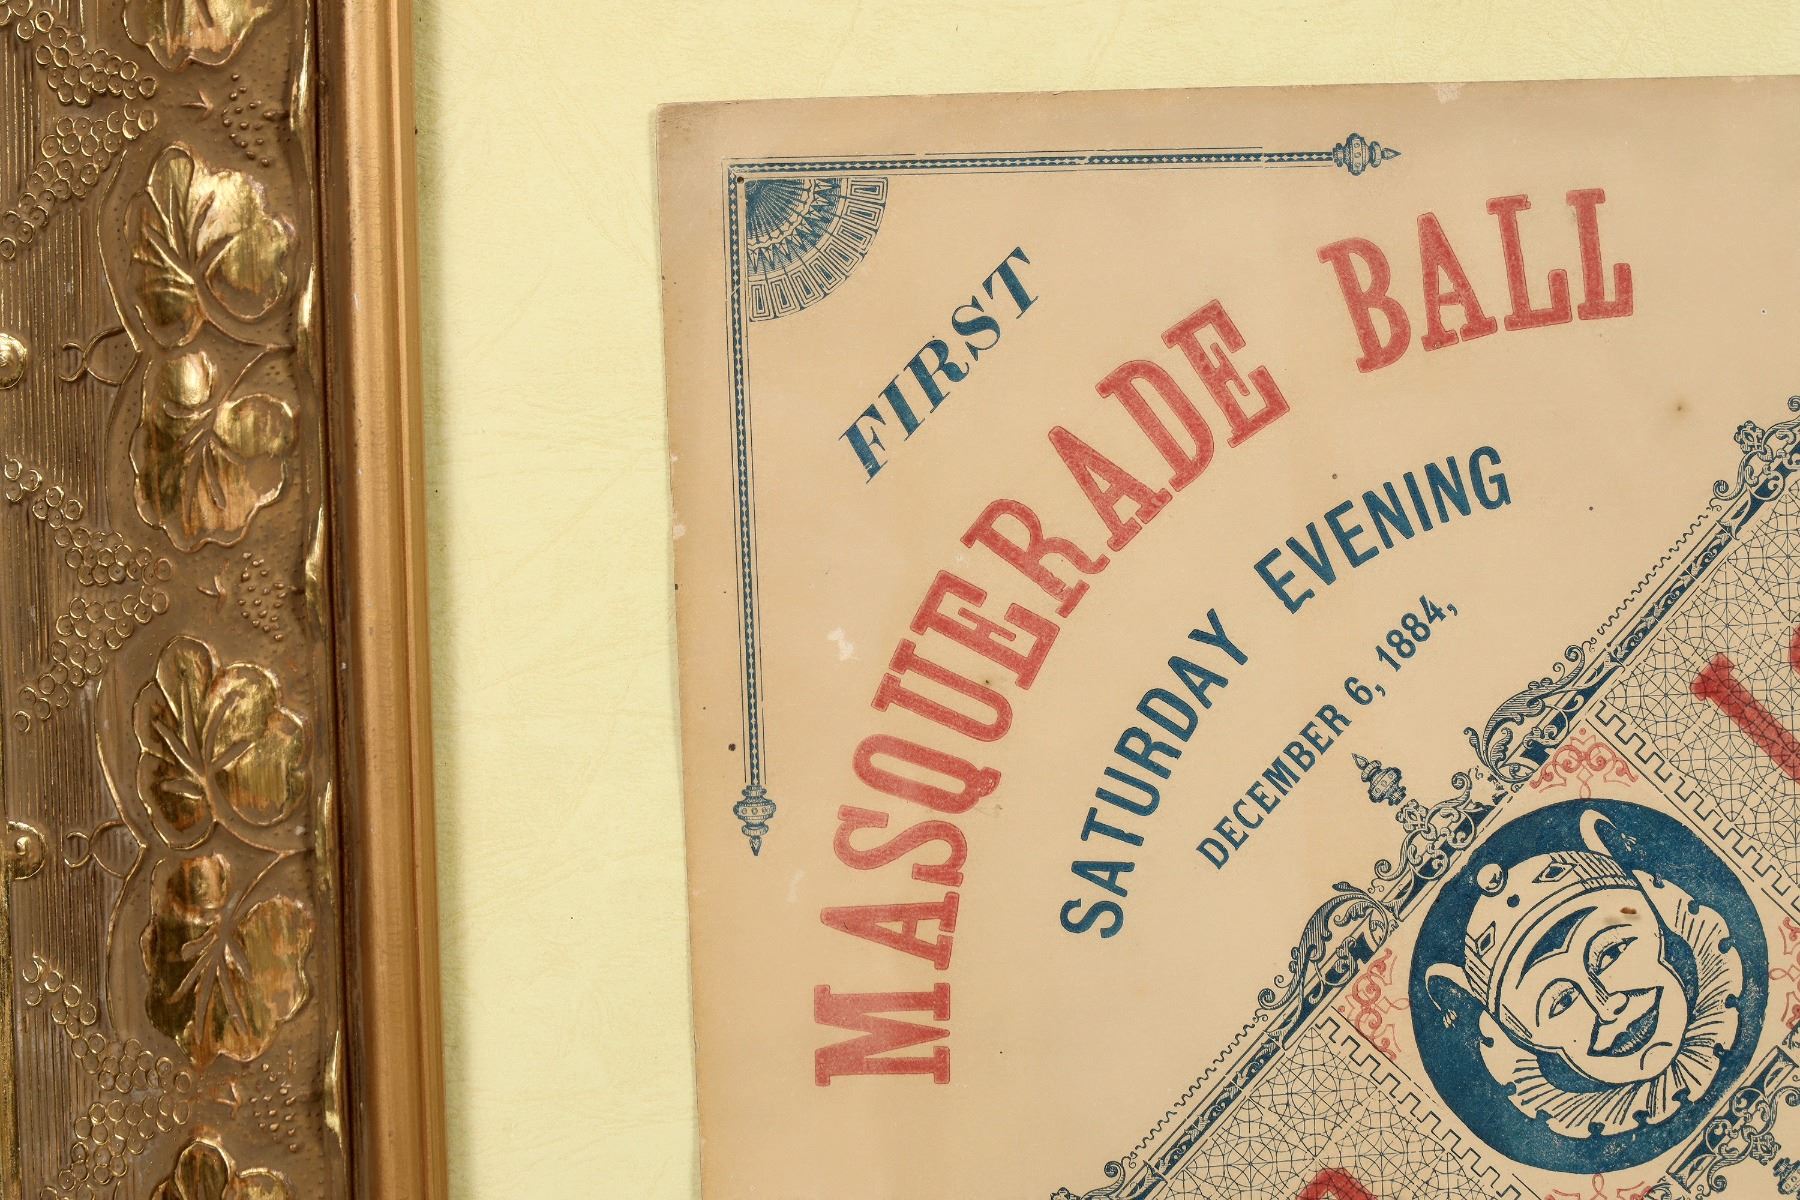 FIRST
MASQUERADE BALL
SATURDAY EVENING
DECEMBER 6, 1884,